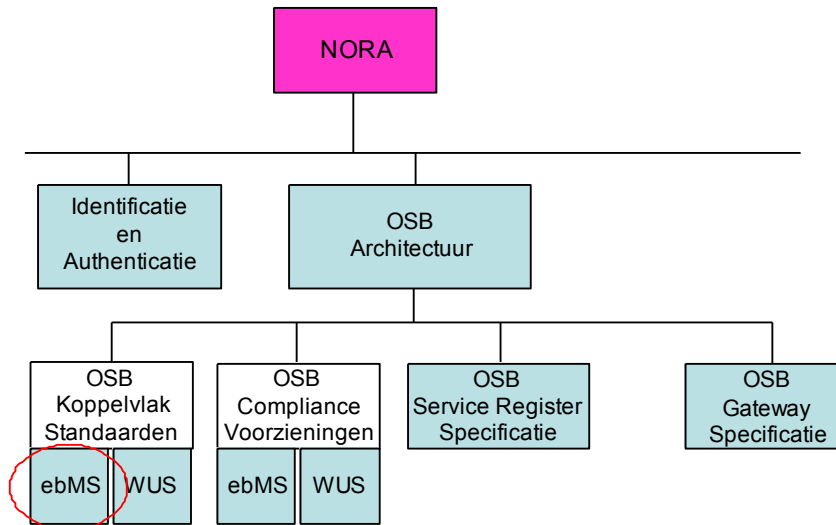 NORA
Identificatie
en
Authenticatie
OSB
Architectuur
OSB
Koppelvlak
Standaarden
ebMS
WUS
OSB
Compliance
Voorzieningen
ebMS
WUS
OSB
Service Register
Specificatie
OSB
Gateway
Specificatie